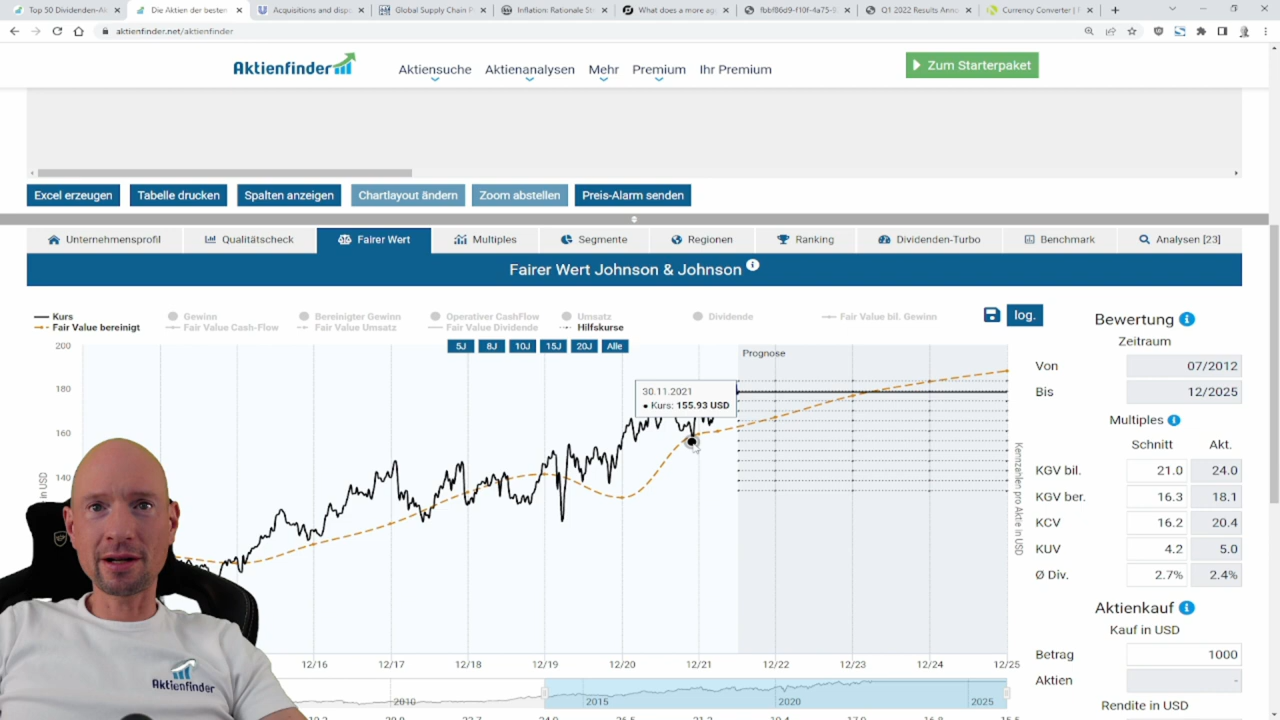 Top 50 Dividenden-Ak
Die Aktien der besten
Acquisitions and disp
Global Supply Chain P
Inflation: Rationale St
What does a more ag
fbbf86d9-f10f-4a75-9
Q1 2022 Results Anno
Currency Converter | F
aktienfinder.net/aktienfinder
Aktienfinder
Aktiensuche Aktienanalysen Mehr Premium Ihr Premium
Zum Starterpaket
Excel erzeugen Tabelle drucken Spalten anzeigen Chartlayout ändern Zoom abstellen Preis-Alarm senden
Unternehmensprofil Qualitätscheck Fairer Wert Multiples Segmente Regionen Ranking Dividenden-Turbo Benchmark Analysen [23]
Fairer Wert Johnson & Johnson
Kurs Gewinn Bereinigter Gewinn Operativer CashFlow Umsatz Dividende Fair Value bil. Gewinn
Fair Value bereinigt Fair Value Cash-Flow Fair Value Umsatz Fair Value Dividende Hilfskurse
log.
5J 8J 10J 15J 20J Alle
200
180
160
140
in USD
Prognose
30.11.2021
Kurs: 155.93 USD
Kennzahlen pro Aktie in USD
12/16 12/17 12/18 12/19 12/20 12/21 12/22 12/23 12/24 12/25
2010 2015 2020 2025
Bewertung
Zeitraum
Von 07/2012
Bis 12/2025
Multiples
Schnitt Akt.
KGV bil. 21.0 24.0
KGV ber. 16.3 18.1
KCV 16.2 20.4
KUV 4.2 5.0
Ø Div. 2.7% 2.4%
Aktienkauf
Kauf in USD
Betrag 1000
Aktien -
Rendite in USD
Aktienfinder